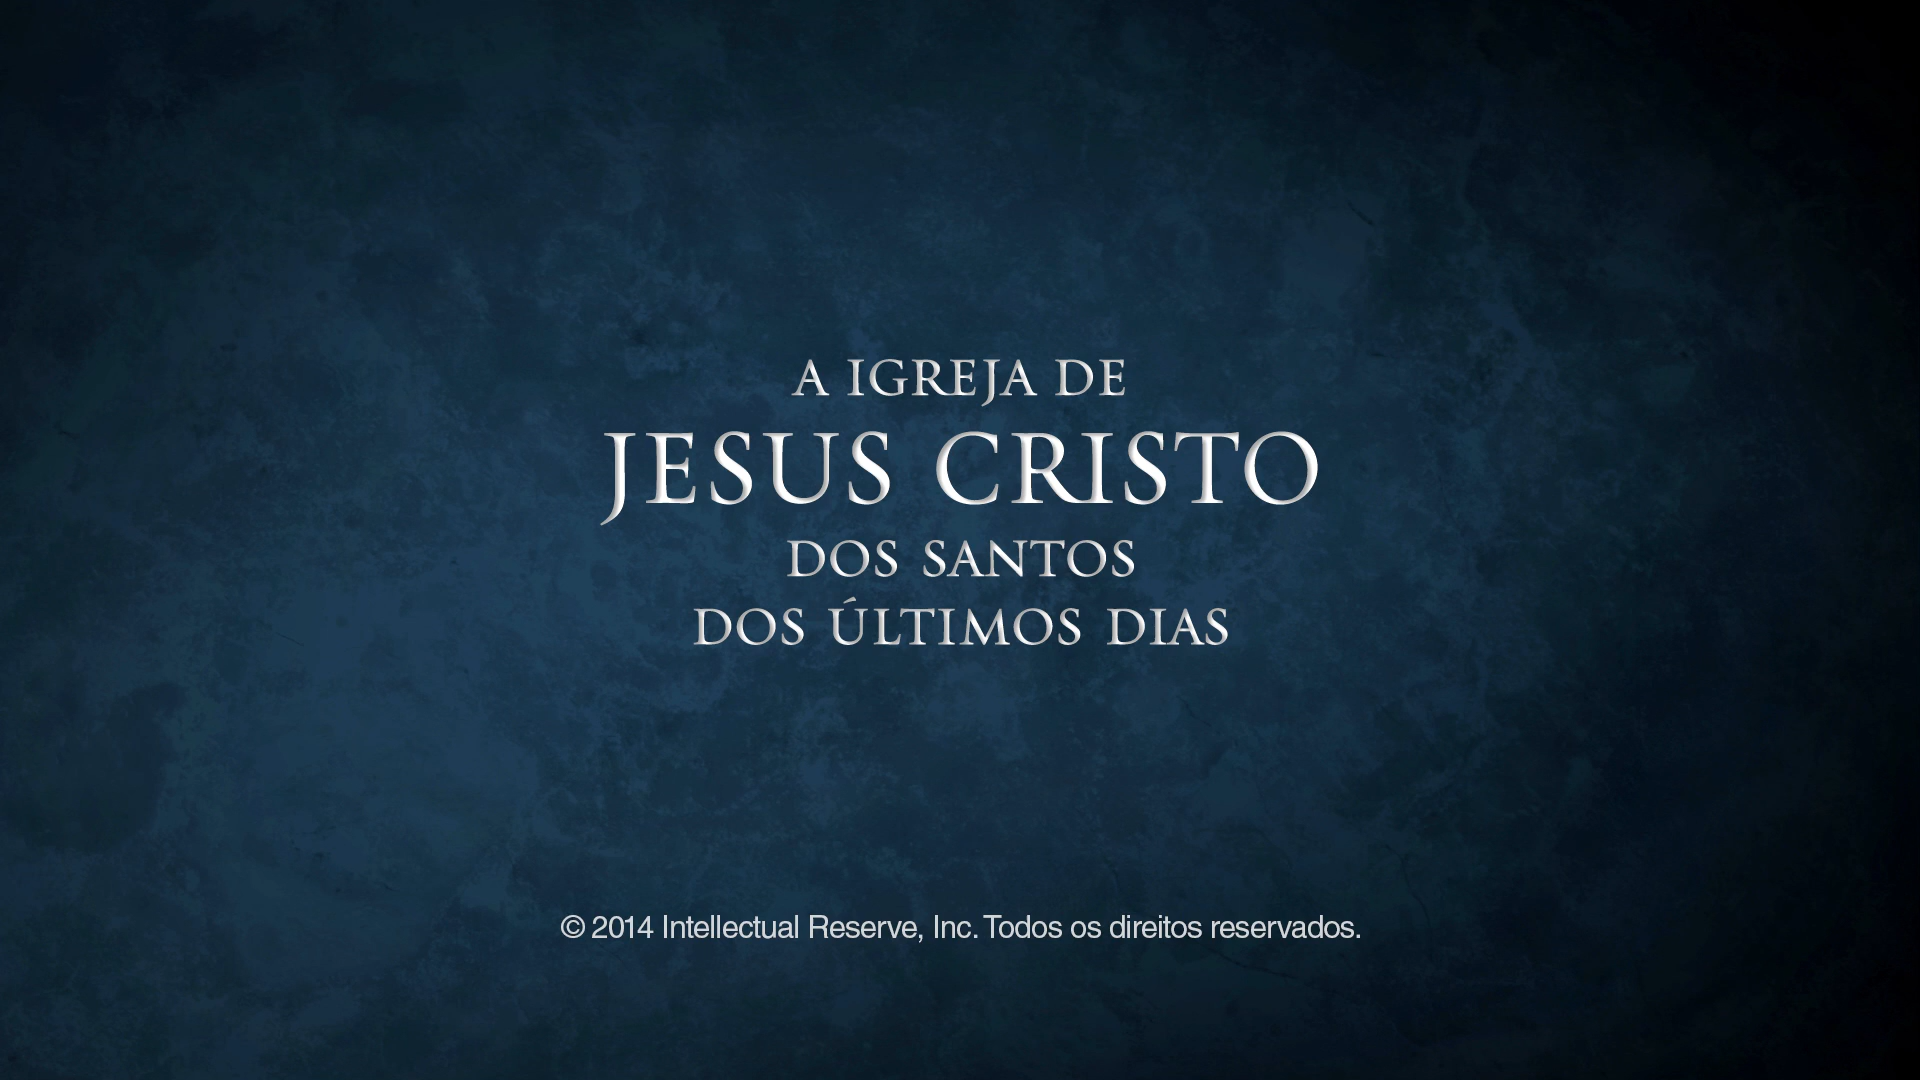 A IGREJA DE
JESUS CRISTO
DOS SANTOS
DOS ÚLTIMOS DIAS
© 2014 Intellectual Reserve, Inc. Todos os direitos reservados.